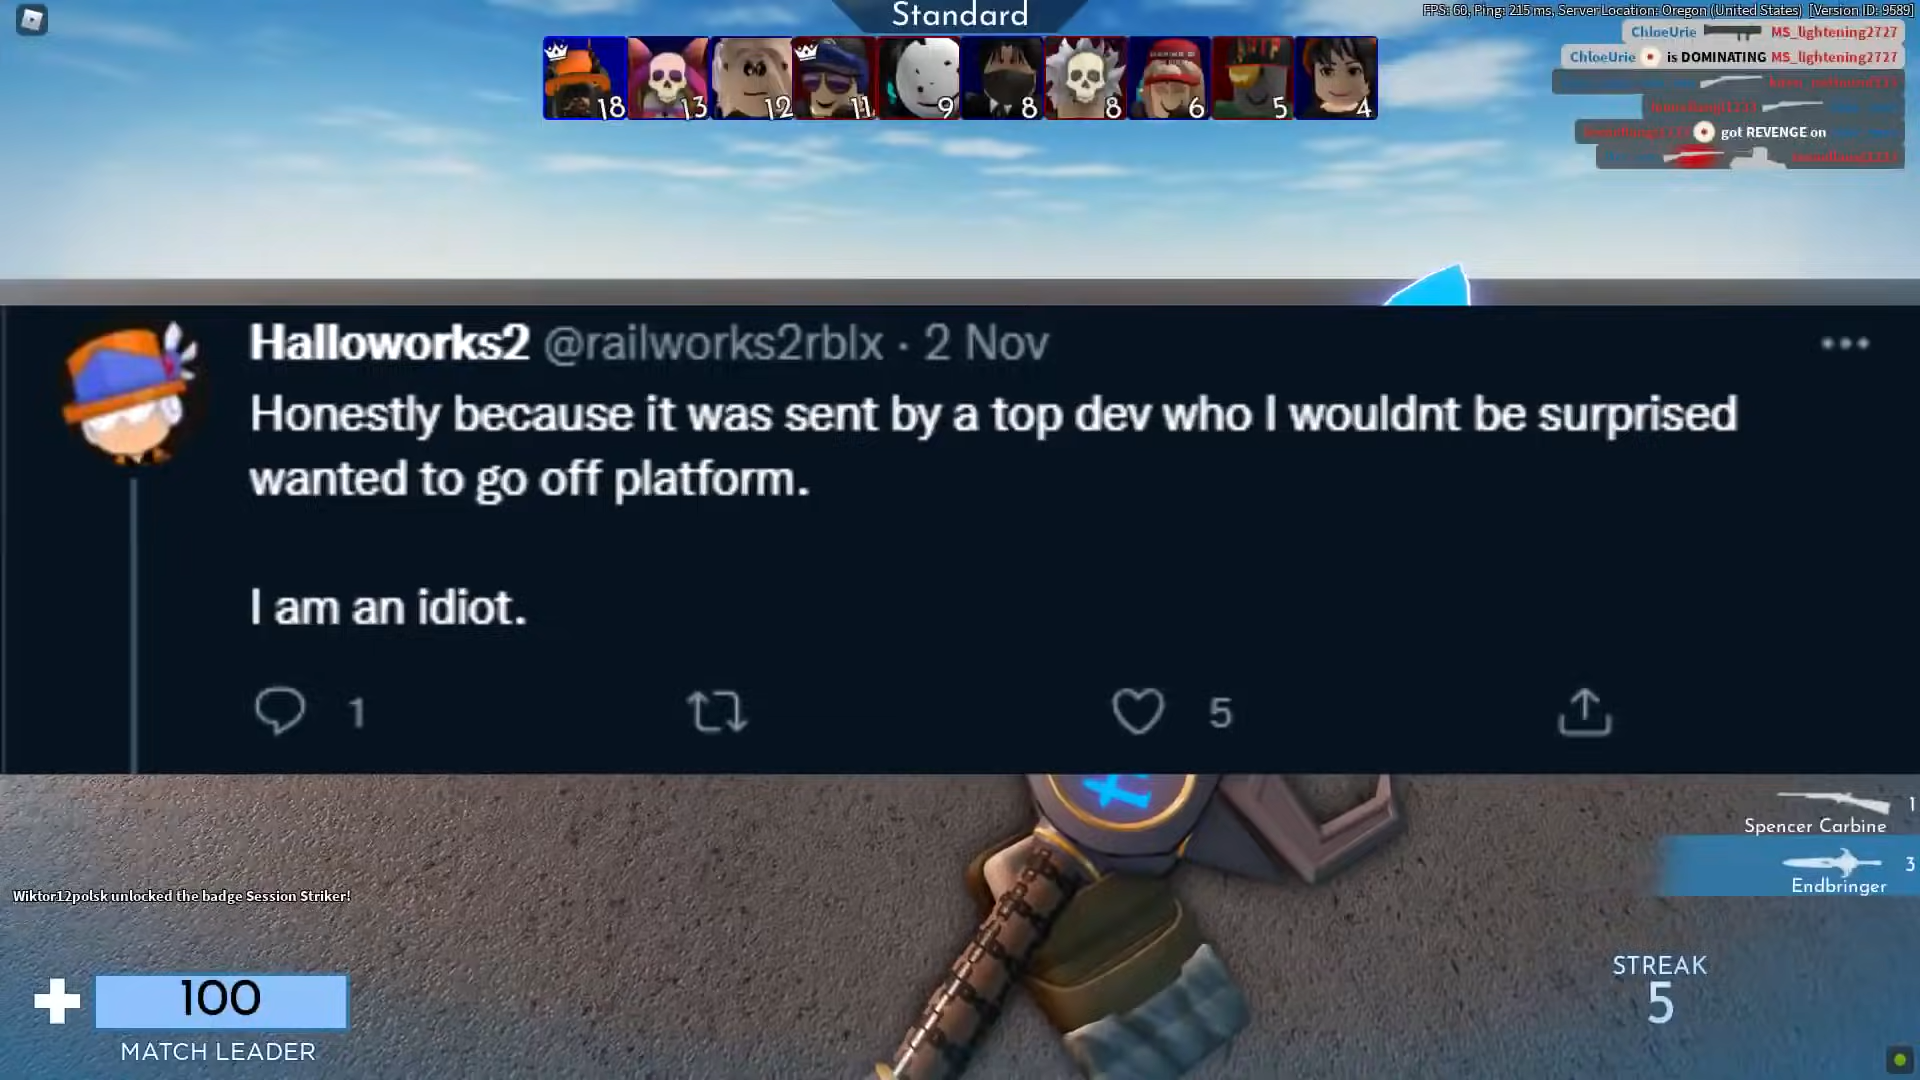 Standard
FPS: 60, Ping: 215 ms, Server Location: Oregon (United States) [Version ID: 9589]
18 13 12 11 9 8 8 6 5 4
ChloeUrie MS_lightening2727
ChloeUrie is DOMINATING MS_lightening2727
got REVENGE on
Halloworks2 @railworks2rblx · 2 Nov
Honestly because it was sent by a top dev who I wouldnt be surprised
wanted to go off platform.
I am an idiot.
1 5
1
Spencer Carbine
3
Endbringer
Wiktor12polsk unlocked the badge Session Striker!
STREAK
5
100
MATCH LEADER